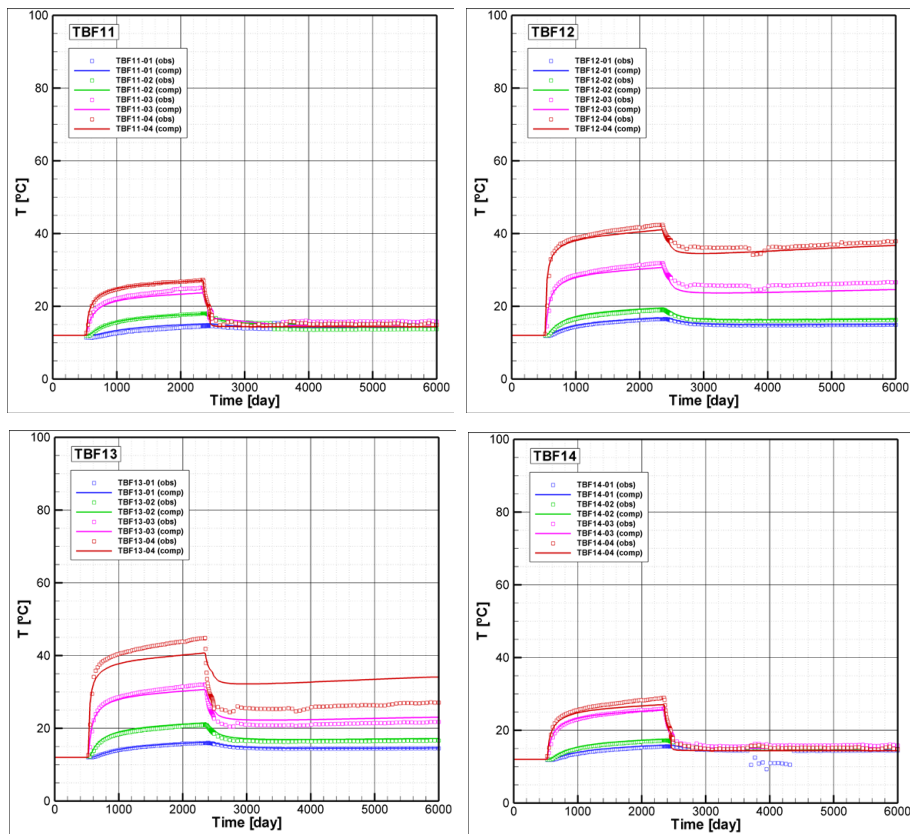 TBF11
TBF11-01 (obs)
TBF11-01 (comp)
TBF11-02 (obs)
TBF11-02 (comp)
TBF11-03 (obs)
TBF11-03 (comp)
TBF11-04 (obs)
TBF11-04 (comp)
100
80
60
40
20
0
T [ºC]
0 1000 2000 3000 4000 5000 6000
Time [day]
TBF12
TBF12-01 (obs)
TBF12-01 (comp)
TBF12-02 (obs)
TBF12-02 (comp)
TBF12-03 (obs)
TBF12-03 (comp)
TBF12-04 (obs)
TBF12-04 (comp)
100
80
60
40
20
0
T [ºC]
0 1000 2000 3000 4000 5000 6000
Time [day]
TBF13
TBF13-01 (obs)
TBF13-01 (comp)
TBF13-02 (obs)
TBF13-02 (comp)
TBF13-03 (obs)
TBF13-03 (comp)
TBF13-04 (obs)
TBF13-04 (comp)
100
80
60
40
20
0
T [ºC]
0 1000 2000 3000 4000 5000 6000
Time [day]
TBF14
TBF14-01 (obs)
TBF14-01 (comp)
TBF14-02 (obs)
TBF14-02 (comp)
TBF14-03 (obs)
TBF14-03 (comp)
TBF14-04 (obs)
TBF14-04 (comp)
100
80
60
40
20
0
T [ºC]
0 1000 2000 3000 4000 5000 6000
Time [day]